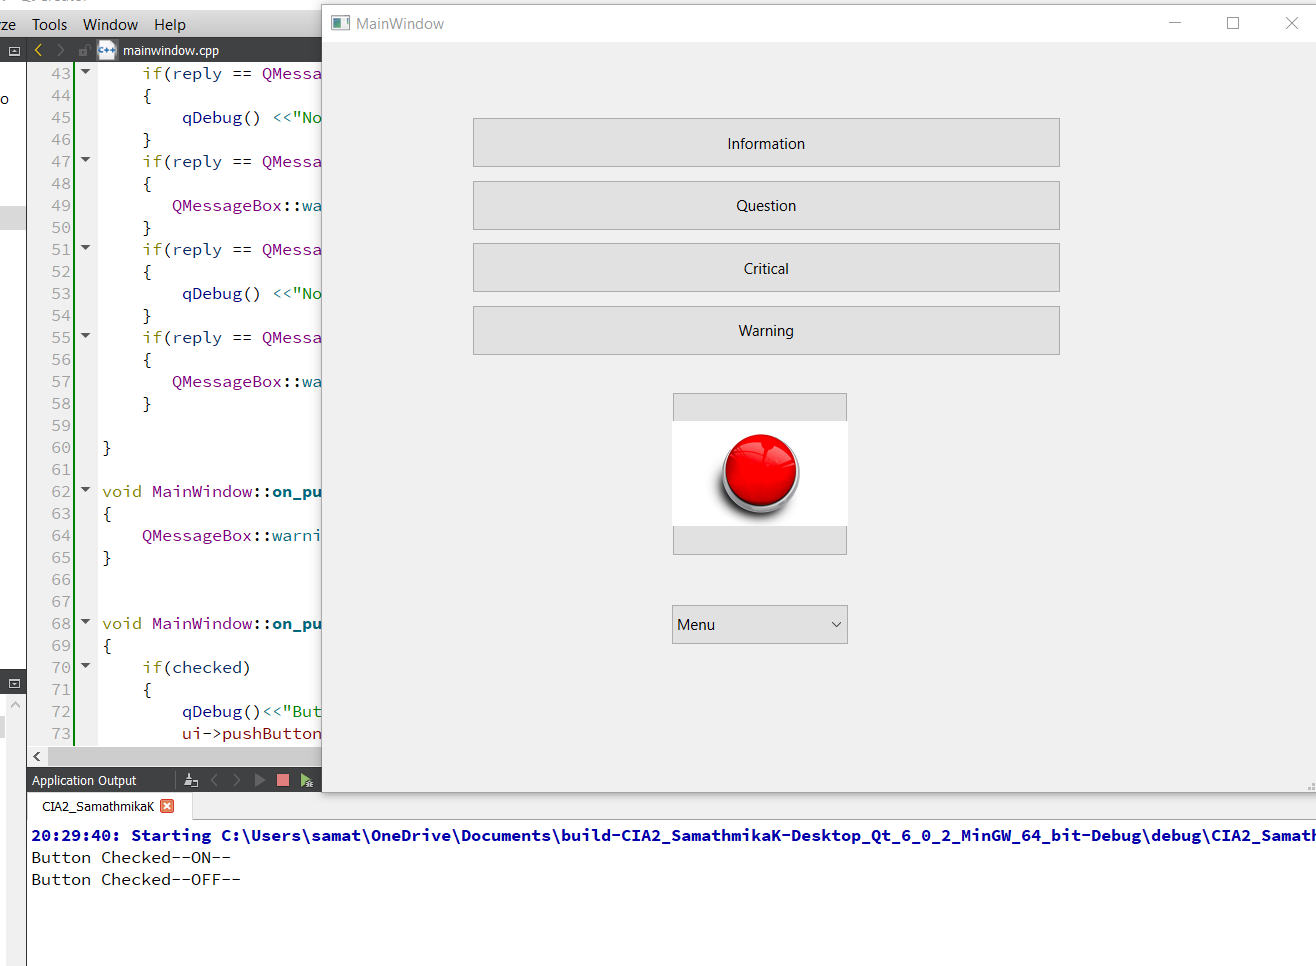 ze Tools Window Help
mainwindow.cpp
43 if(reply == QMessa
44 {
45 qDebug() <<"No
46 }
47 if(reply == QMessa
48 {
49 QMessageBox::wa
50 }
51 if(reply == QMessa
52 {
53 qDebug() <<"No
54 }
55 if(reply == QMessa
56 {
57 QMessageBox::wa
58 }
59
60 }
61
62 void MainWindow::on_pu
63 {
64 QMessageBox::warni
65 }
66
67
68 void MainWindow::on_pu
69 {
70 if(checked)
71 {
72 qDebug()<<"But
73 ui->pushButton
MainWindow
Information
Question
Critical
Warning
Menu
Application Output
CIA2_SamathmikaK
20:29:40: Starting C:\Users\samat\OneDrive\Documents\build-CIA2_SamathmikaK-Desktop_Qt_6_0_2_MinGW_64_bit-Debug\debug\CIA2_Samath
Button Checked--ON--
Button Checked--OFF--